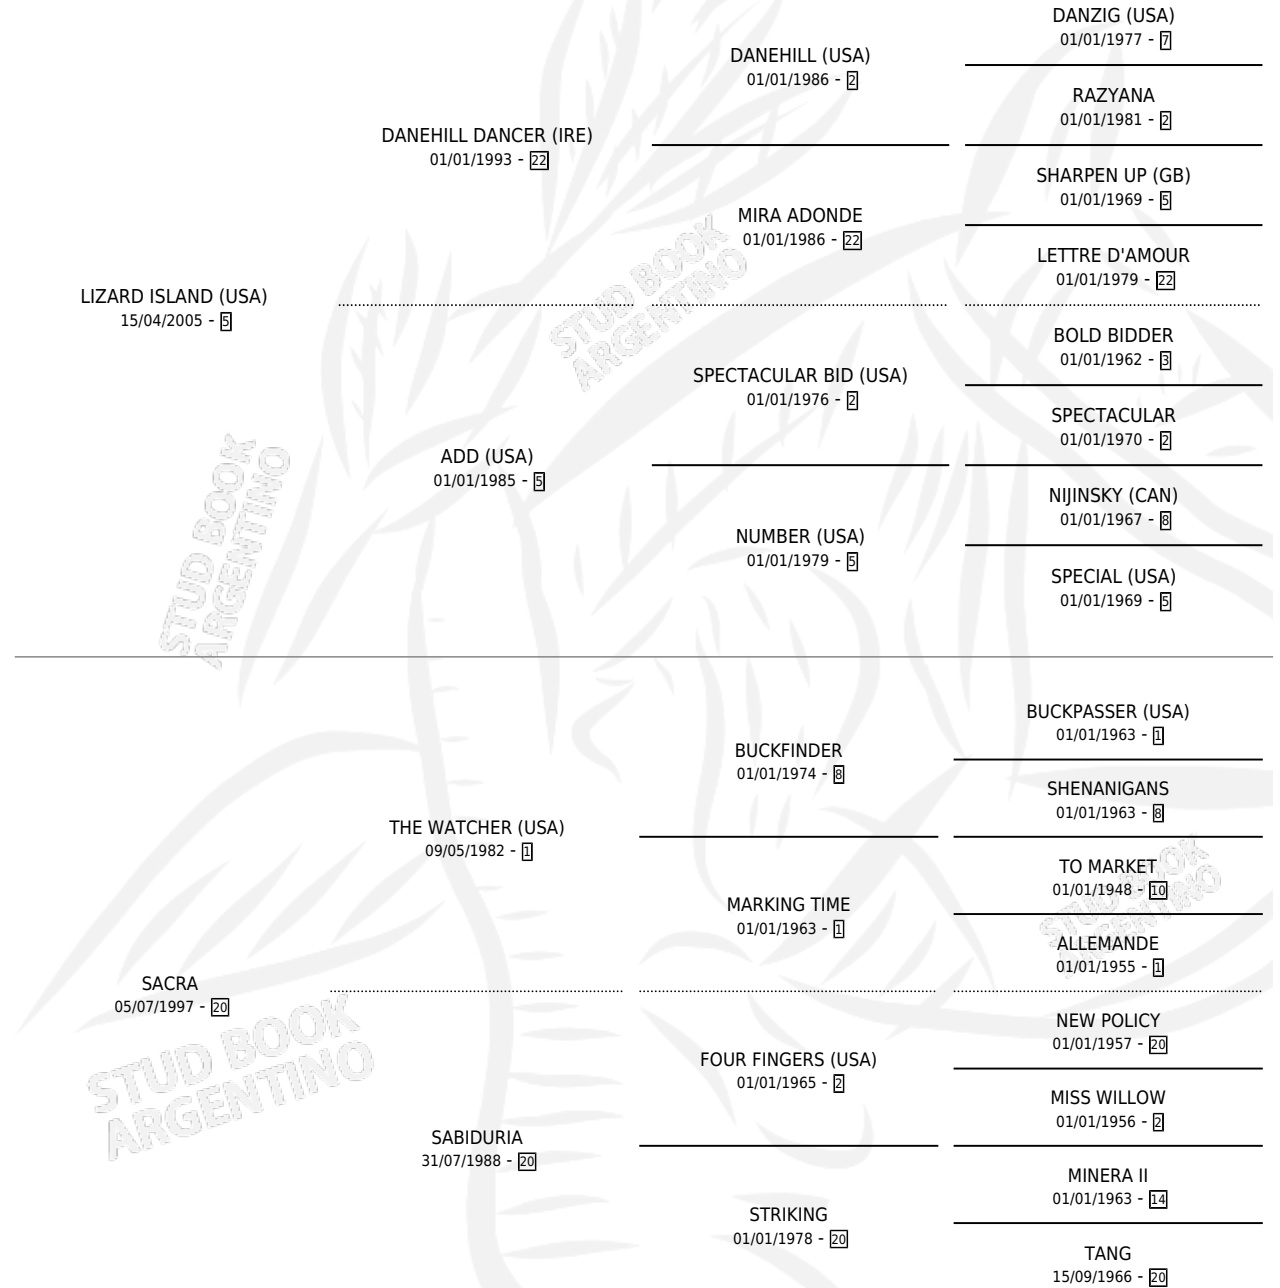 DANZIG (USA)
01/01/1977 - 7
DANEHILL (USA)
01/01/1986 - 2
RAZYANA
01/01/1981 - 2
DANEHILL DANCER (IRE)
01/01/1993 - 22
SHARPEN UP (GB)
01/01/1969 - 5
MIRA ADONDE
01/01/1986 - 22
LETTRE D'AMOUR
01/01/1979 - 22
LIZARD ISLAND (USA)
15/04/2005 - 5
BOLD BIDDER
01/01/1962 - 3
SPECTACULAR BID (USA)
01/01/1976 - 2
SPECTACULAR
01/01/1970 - 2
ADD (USA)
01/01/1985 - 5
NIJINSKY (CAN)
01/01/1967 - 8
NUMBER (USA)
01/01/1979 - 5
SPECIAL (USA)
01/01/1969 - 5
BUCKPASSER (USA)
01/01/1963 - 1
BUCKFINDER
01/01/1974 - 8
SHENANIGANS
01/01/1963 - 8
THE WATCHER (USA)
09/05/1982 - 1
TO MARKET
01/01/1948 - 10
MARKING TIME
01/01/1963 - 1
ALLEMANDE
01/01/1955 - 1
SACRA
05/07/1997 - 20
NEW POLICY
01/01/1957 - 20
FOUR FINGERS (USA)
01/01/1965 - 2
MISS WILLOW
01/01/1956 - 2
SABIDURIA
31/07/1988 - 20
MINERA II
01/01/1963 - 14
STRIKING
01/01/1978 - 20
TANG
15/09/1966 - 20
STUD BOOK
ARGENTINO
STUD BOOK
ARGENTINO
STUD BOOK
ARGENTINO
STUD BOOK
ARGENTINO